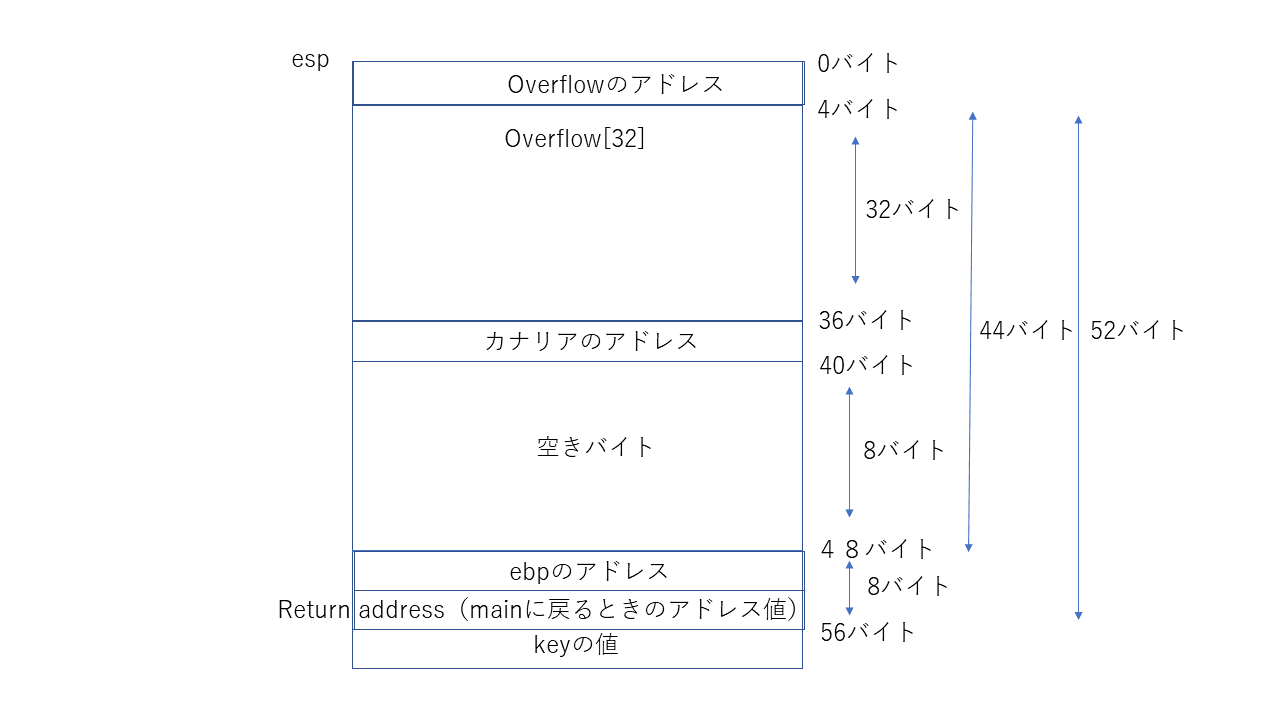 esp
Overflowのアドレス
0バイト
4バイト
Overflow[32]
32バイト
36バイト
44バイト
52バイト
カナリアのアドレス
40バイト
空きバイト
8バイト
４８バイト
ebpのアドレス
8バイト
Return address（mainに戻るときのアドレス値）
56バイト
keyの値